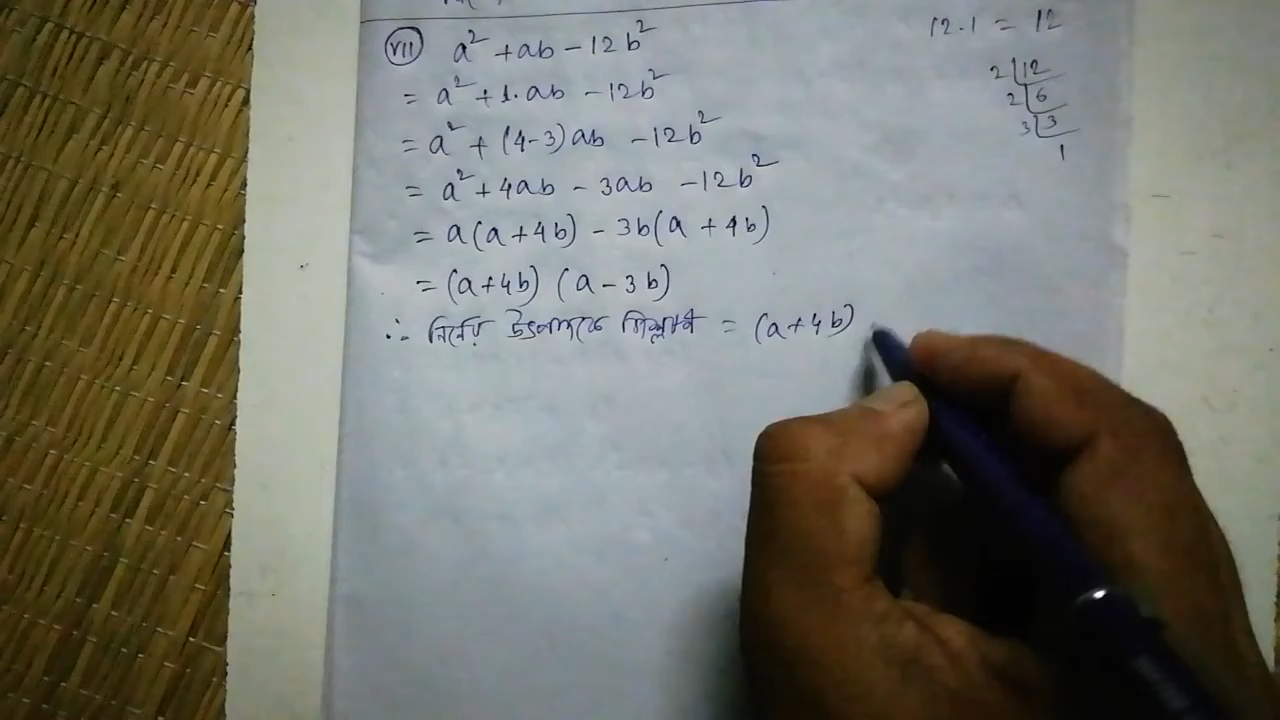 (VII) a² + ab - 12b²
= a² + 1.ab - 12b²
= a² + (4-3)ab - 12b²
= a² + 4ab - 3ab - 12b²
= a(a + 4b) - 3b(a + 4b)
= (a+4b) (a - 3b)
∴ নির্ণেয় উৎপাদকে বিশ্লেষণ = (a+4b)
12.1 = 12
2 | 12
2 | 6
3 | 3
1